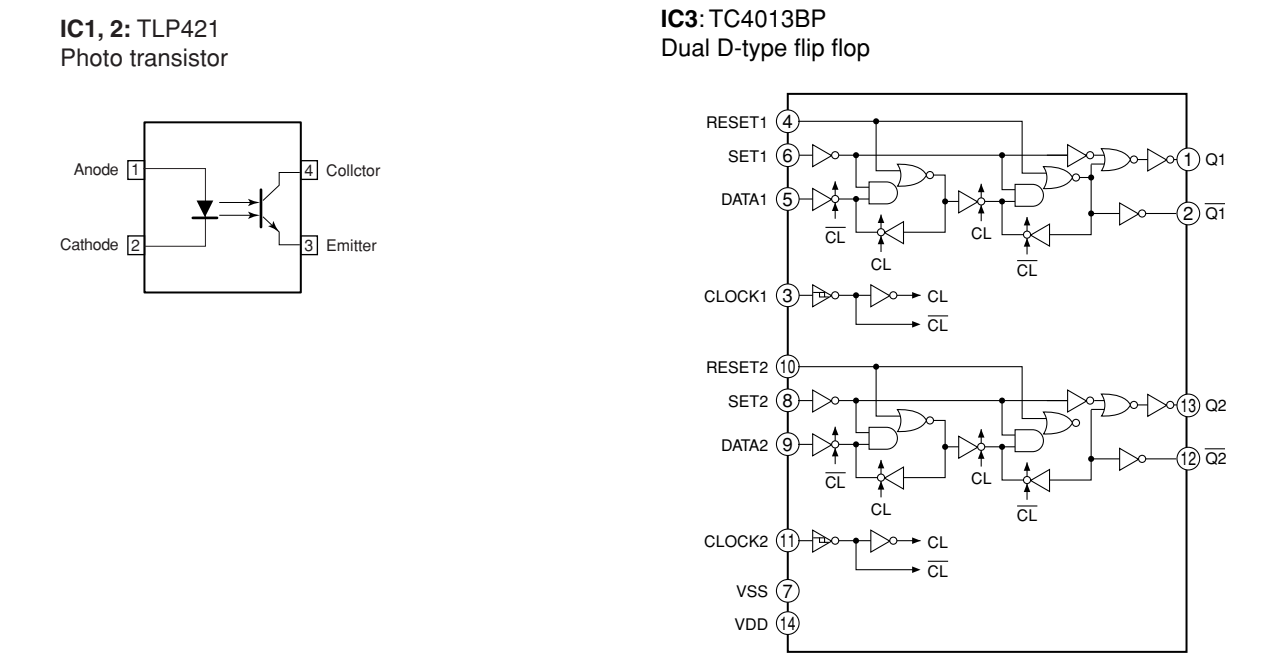 IC1, 2: TLP421
Photo transistor
Anode 1
4 Collctor
Cathode 2
3 Emitter
IC3: TC4013BP
Dual D-type flip flop
RESET1 4
SET1 6
1 Q1
DATA1 5
2 Q1
CL
CL
CL
CL
CLOCK1 3
CL
CL
RESET2 10
SET2 8
13 Q2
DATA2 9
12 Q2
CL
CL
CL
CL
CLOCK2 11
CL
CL
VSS 7
VDD 14